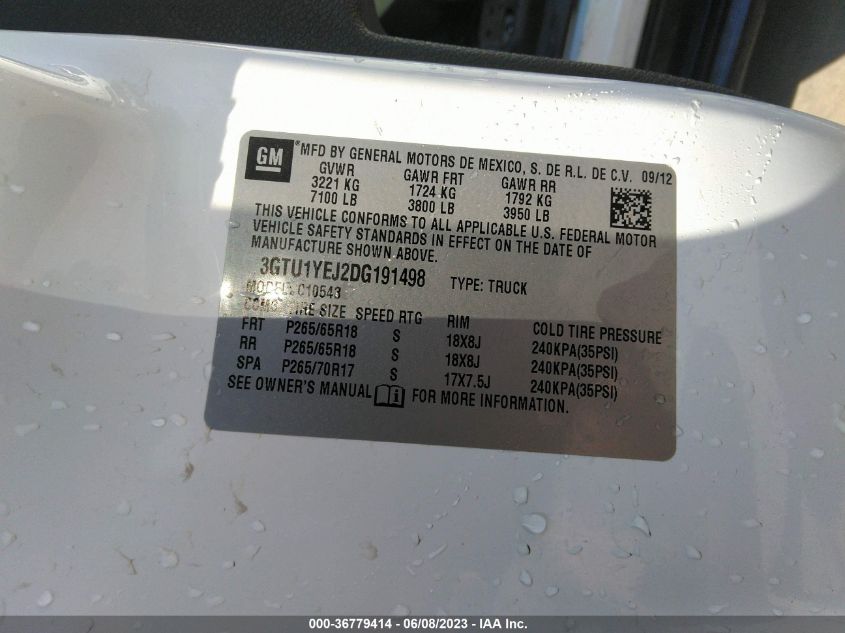 GM ®MFD BY GENERAL MOTORS DE MEXICO, S. DE R.L. DE C.V. 09/12
GVWR GAWR FRT GAWR RR
3221 KG 1724 KG 1792 KG
7100 LB 3800 LB 3950 LB
THIS VEHICLE CONFORMS TO ALL APPLICABLE U.S. FEDERAL MOTOR
VEHICLE SAFETY STANDARDS IN EFFECT ON THE DATE OF
MANUFACTURE SHOWN ABOVE.
3GTU1YEJ2DG191498 TYPE: TRUCK
MODEL: C10543
TIRE SIZE SPEED RTG RIM COLD TIRE PRESSURE
FRT P265/65R18 S 18X8J 240KPA(35PSI)
RR P265/65R18 S 18X8J 240KPA(35PSI)
SPA P265/70R17 S 17X7.5J 240KPA(35PSI)
SEE OWNER'S MANUAL FOR MORE INFORMATION.
000-36779414 - 06/08/2023 - IAA Inc.